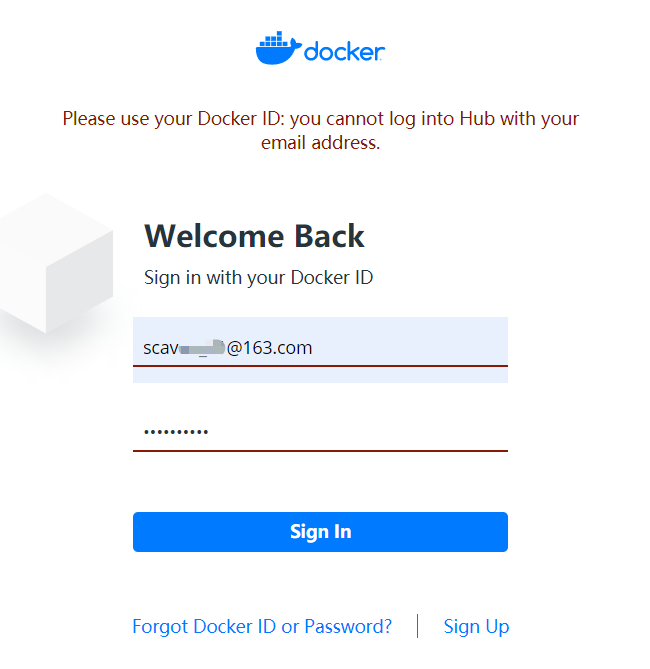 docker
Please use your Docker ID: you cannot log into Hub with your
email address.
Welcome Back
Sign in with your Docker ID
scav @163.com
••••••••••
Sign In
Forgot Docker ID or Password?
Sign Up